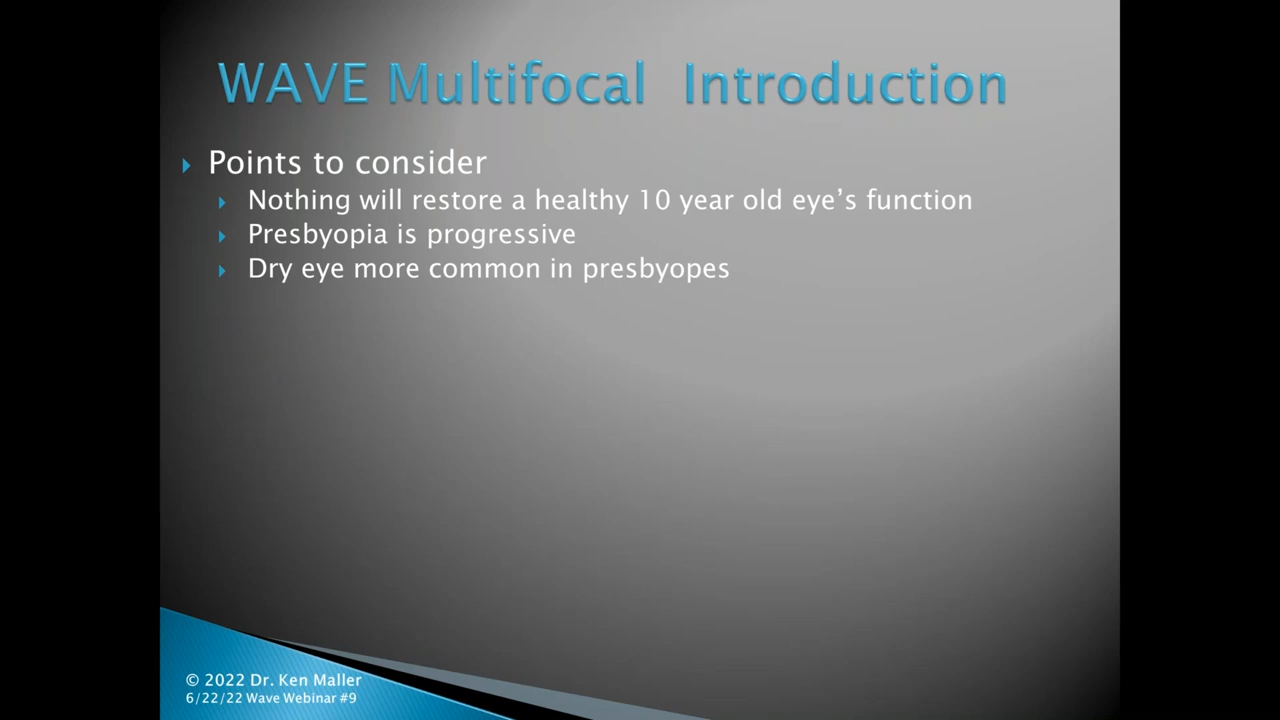 WAVE Multifocal Introduction
Points to consider
Nothing will restore a healthy 10 year old eye’s function
Presbyopia is progressive
Dry eye more common in presbyopes
© 2022 Dr. Ken Maller
6/22/22 Wave Webinar #9